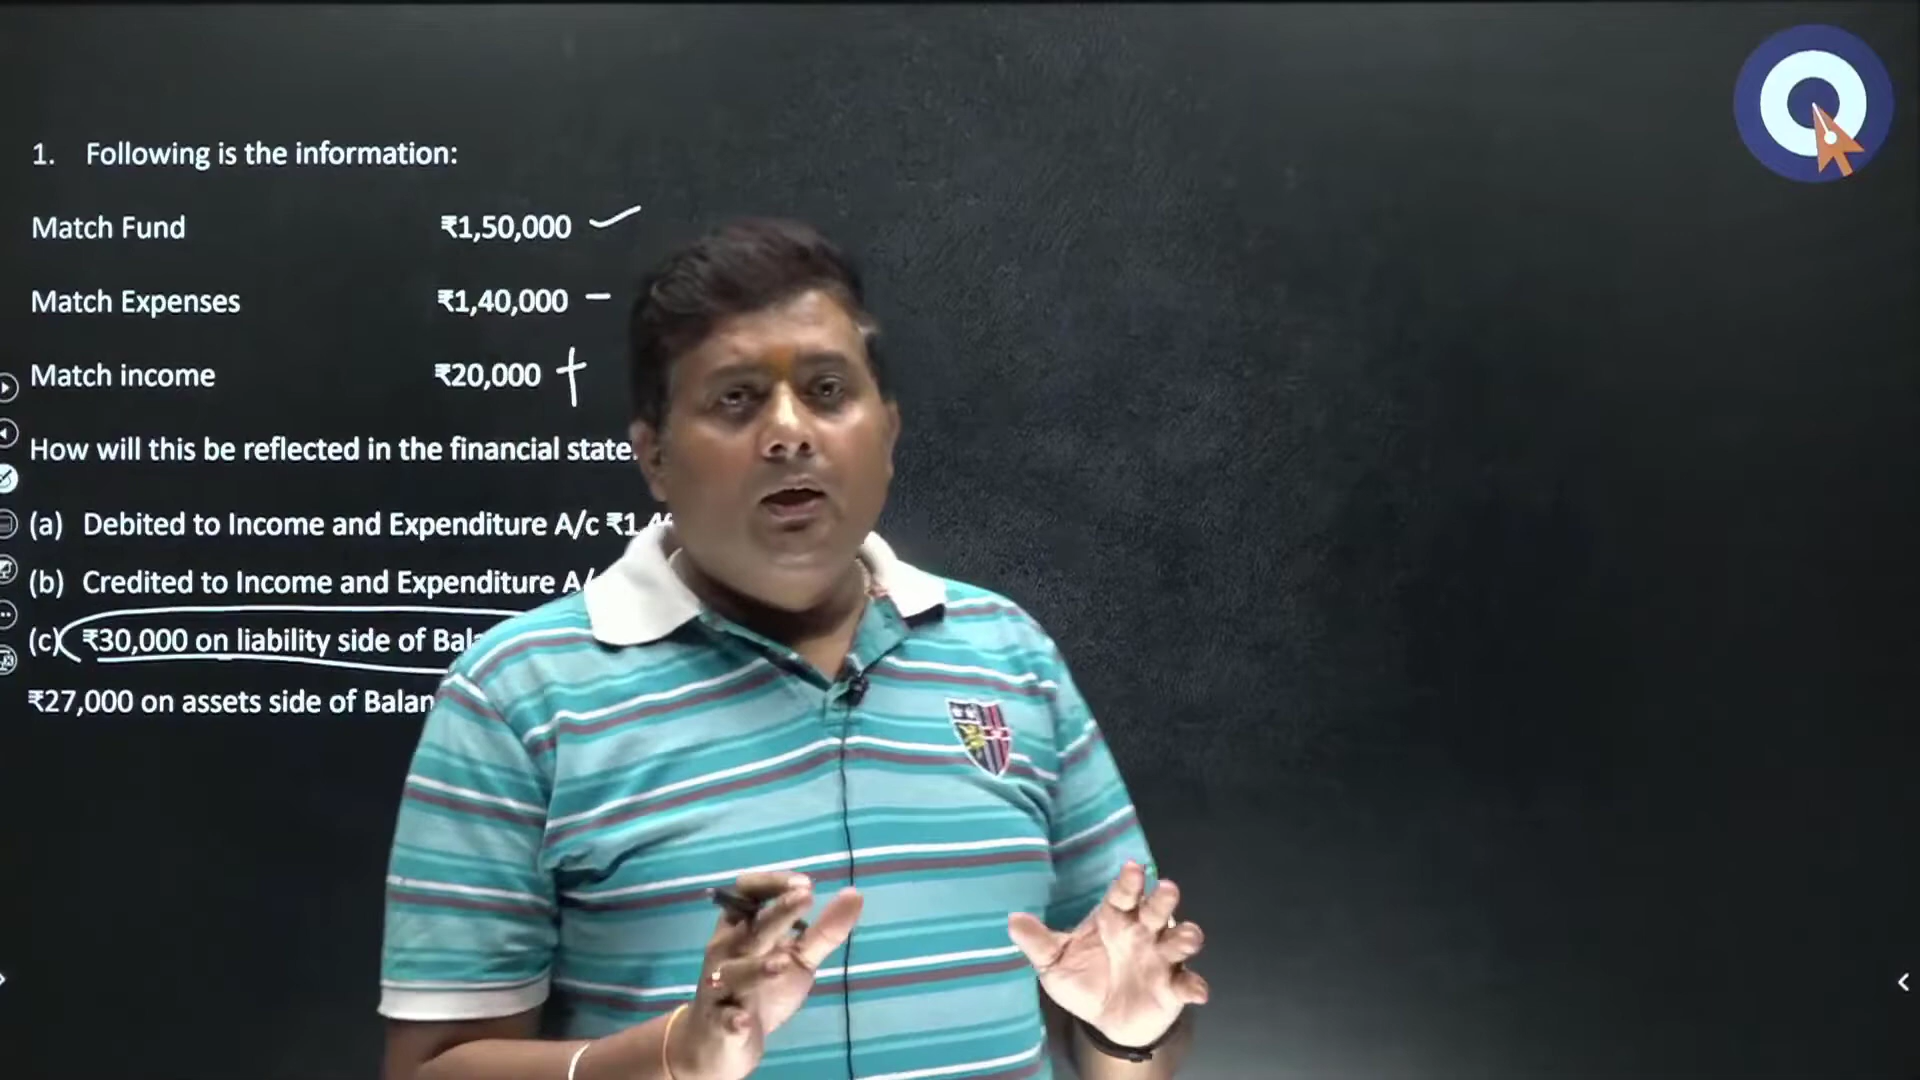 1. Following is the information:
Match Fund ₹1,50,000
Match Expenses ₹1,40,000 –
Match income ₹20,000 +
How will this be reflected in the financial
(a) Debited to Income and Expenditure A/c
(b) Credited to Income and Expenditure
(c) ₹30,000 on liability side of
₹27,000 on assets side of